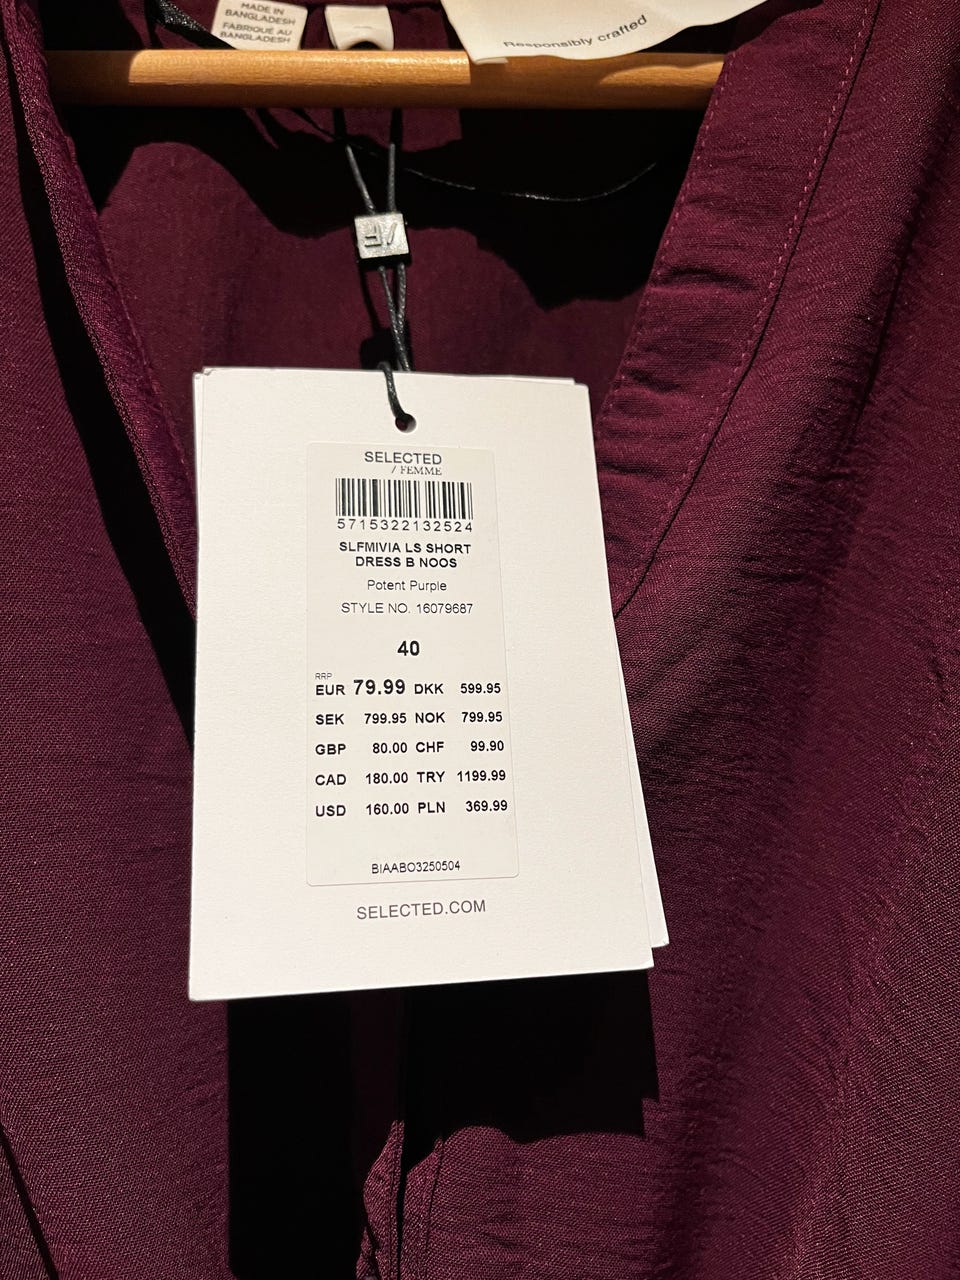 MADE IN
BANGLADESH
FABRIQUÉ AU
BANGLADESH
Responsibly crafted
SELECTED
/ FEMME
5715322132524
SLFMIVIA LS SHORT
DRESS B NOOS
Potent Purple
STYLE NO. 16079687
40
RRP
EUR 79.99 DKK 599.95
SEK 799.95 NOK 799.95
GBP 80.00 CHF 99.90
CAD 180.00 TRY 1199.99
USD 160.00 PLN 369.99
BIAABO3250504
SELECTED.COM